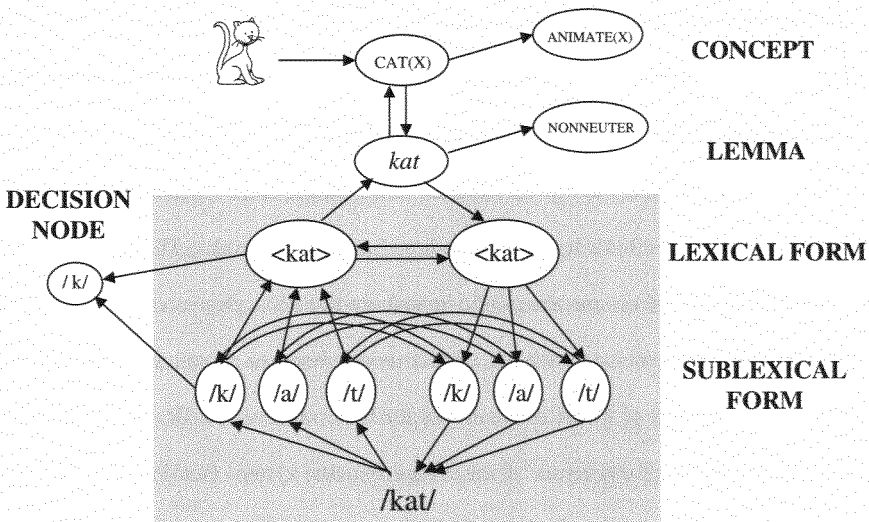 ANIMATE(X)
CAT(X)
CONCEPT
NONNEUTER
kat
LEMMA
DECISION
NODE
<kat>
<kat>
LEXICAL FORM
/k/
/k/
/a/
/t/
/k/
/a/
/t/
SUBLEXICAL
FORM
/kat/